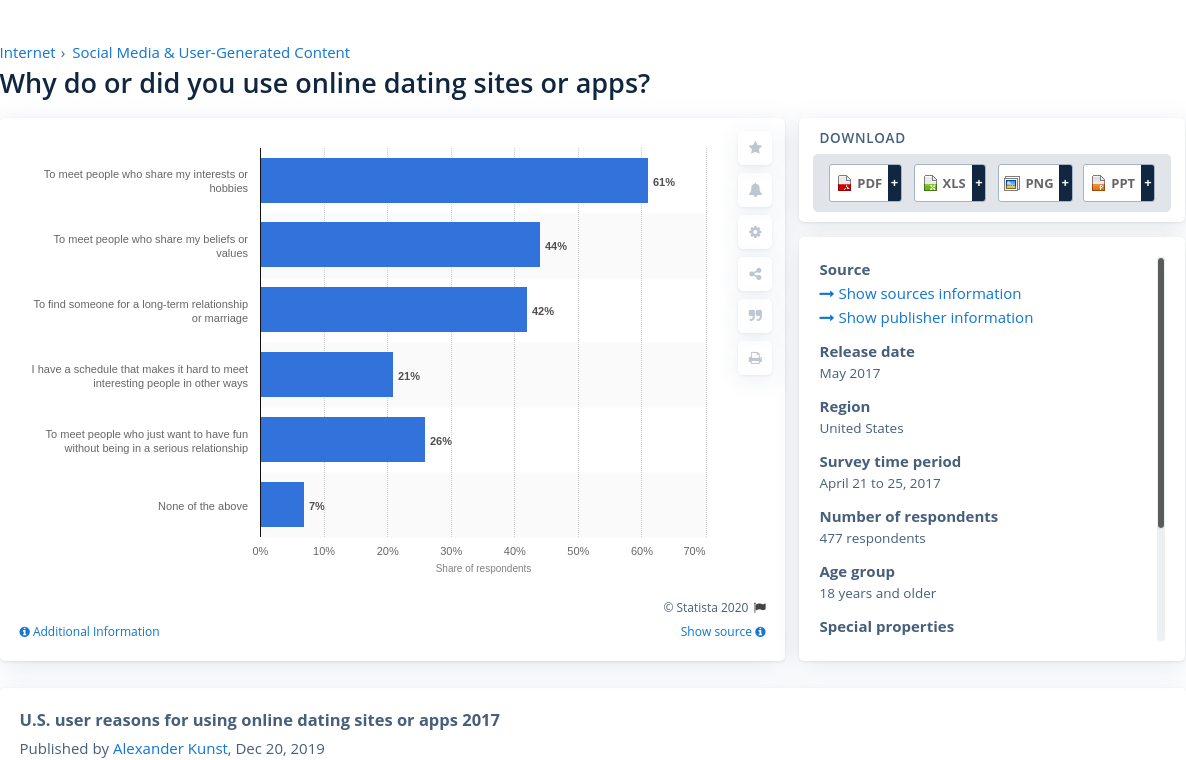 Internet › Social Media & User-Generated Content
Why do or did you use online dating sites or apps?
To meet people who share my interests or
hobbies
61%
To meet people who share my beliefs or
values
44%
To find someone for a long-term relationship
or marriage
42%
I have a schedule that makes it hard to meet
interesting people in other ways
21%
To meet people who just want to have fun
without being in a serious relationship
26%
None of the above
7%
0% 10% 20% 30% 40% 50% 60% 70%
Share of respondents
© Statista 2020
Additional Information
Show source
DOWNLOAD
PDF + XLS + PNG + PPT +
Source
Show sources information
Show publisher information
Release date
May 2017
Region
United States
Survey time period
April 21 to 25, 2017
Number of respondents
477 respondents
Age group
18 years and older
Special properties
U.S. user reasons for using online dating sites or apps 2017
Published by Alexander Kunst, Dec 20, 2019